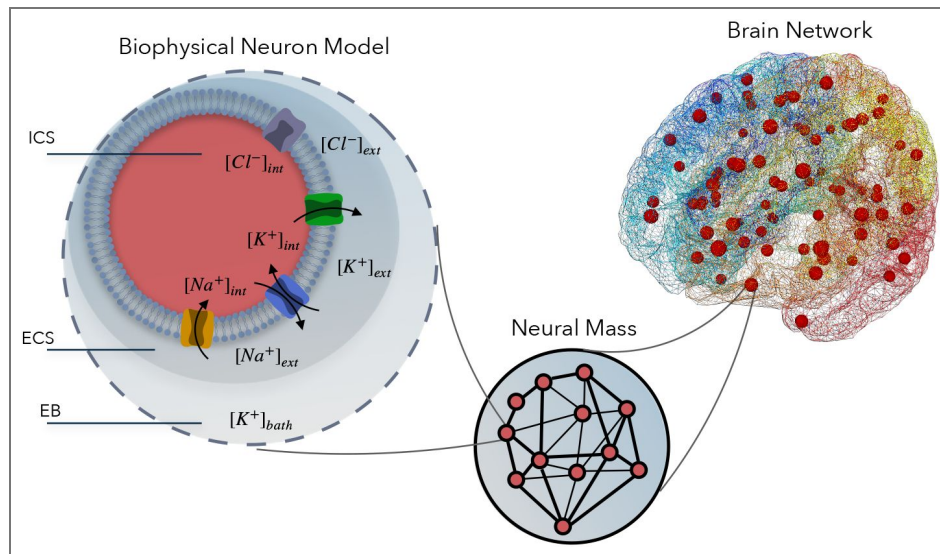 Biophysical Neuron Model
Brain Network
ICS
[Cl⁻]ext
[Cl⁻]int
[K⁺]int
[K⁺]ext
[Na⁺]int
Neural Mass
ECS
[Na⁺]ext
EB
[K⁺]bath